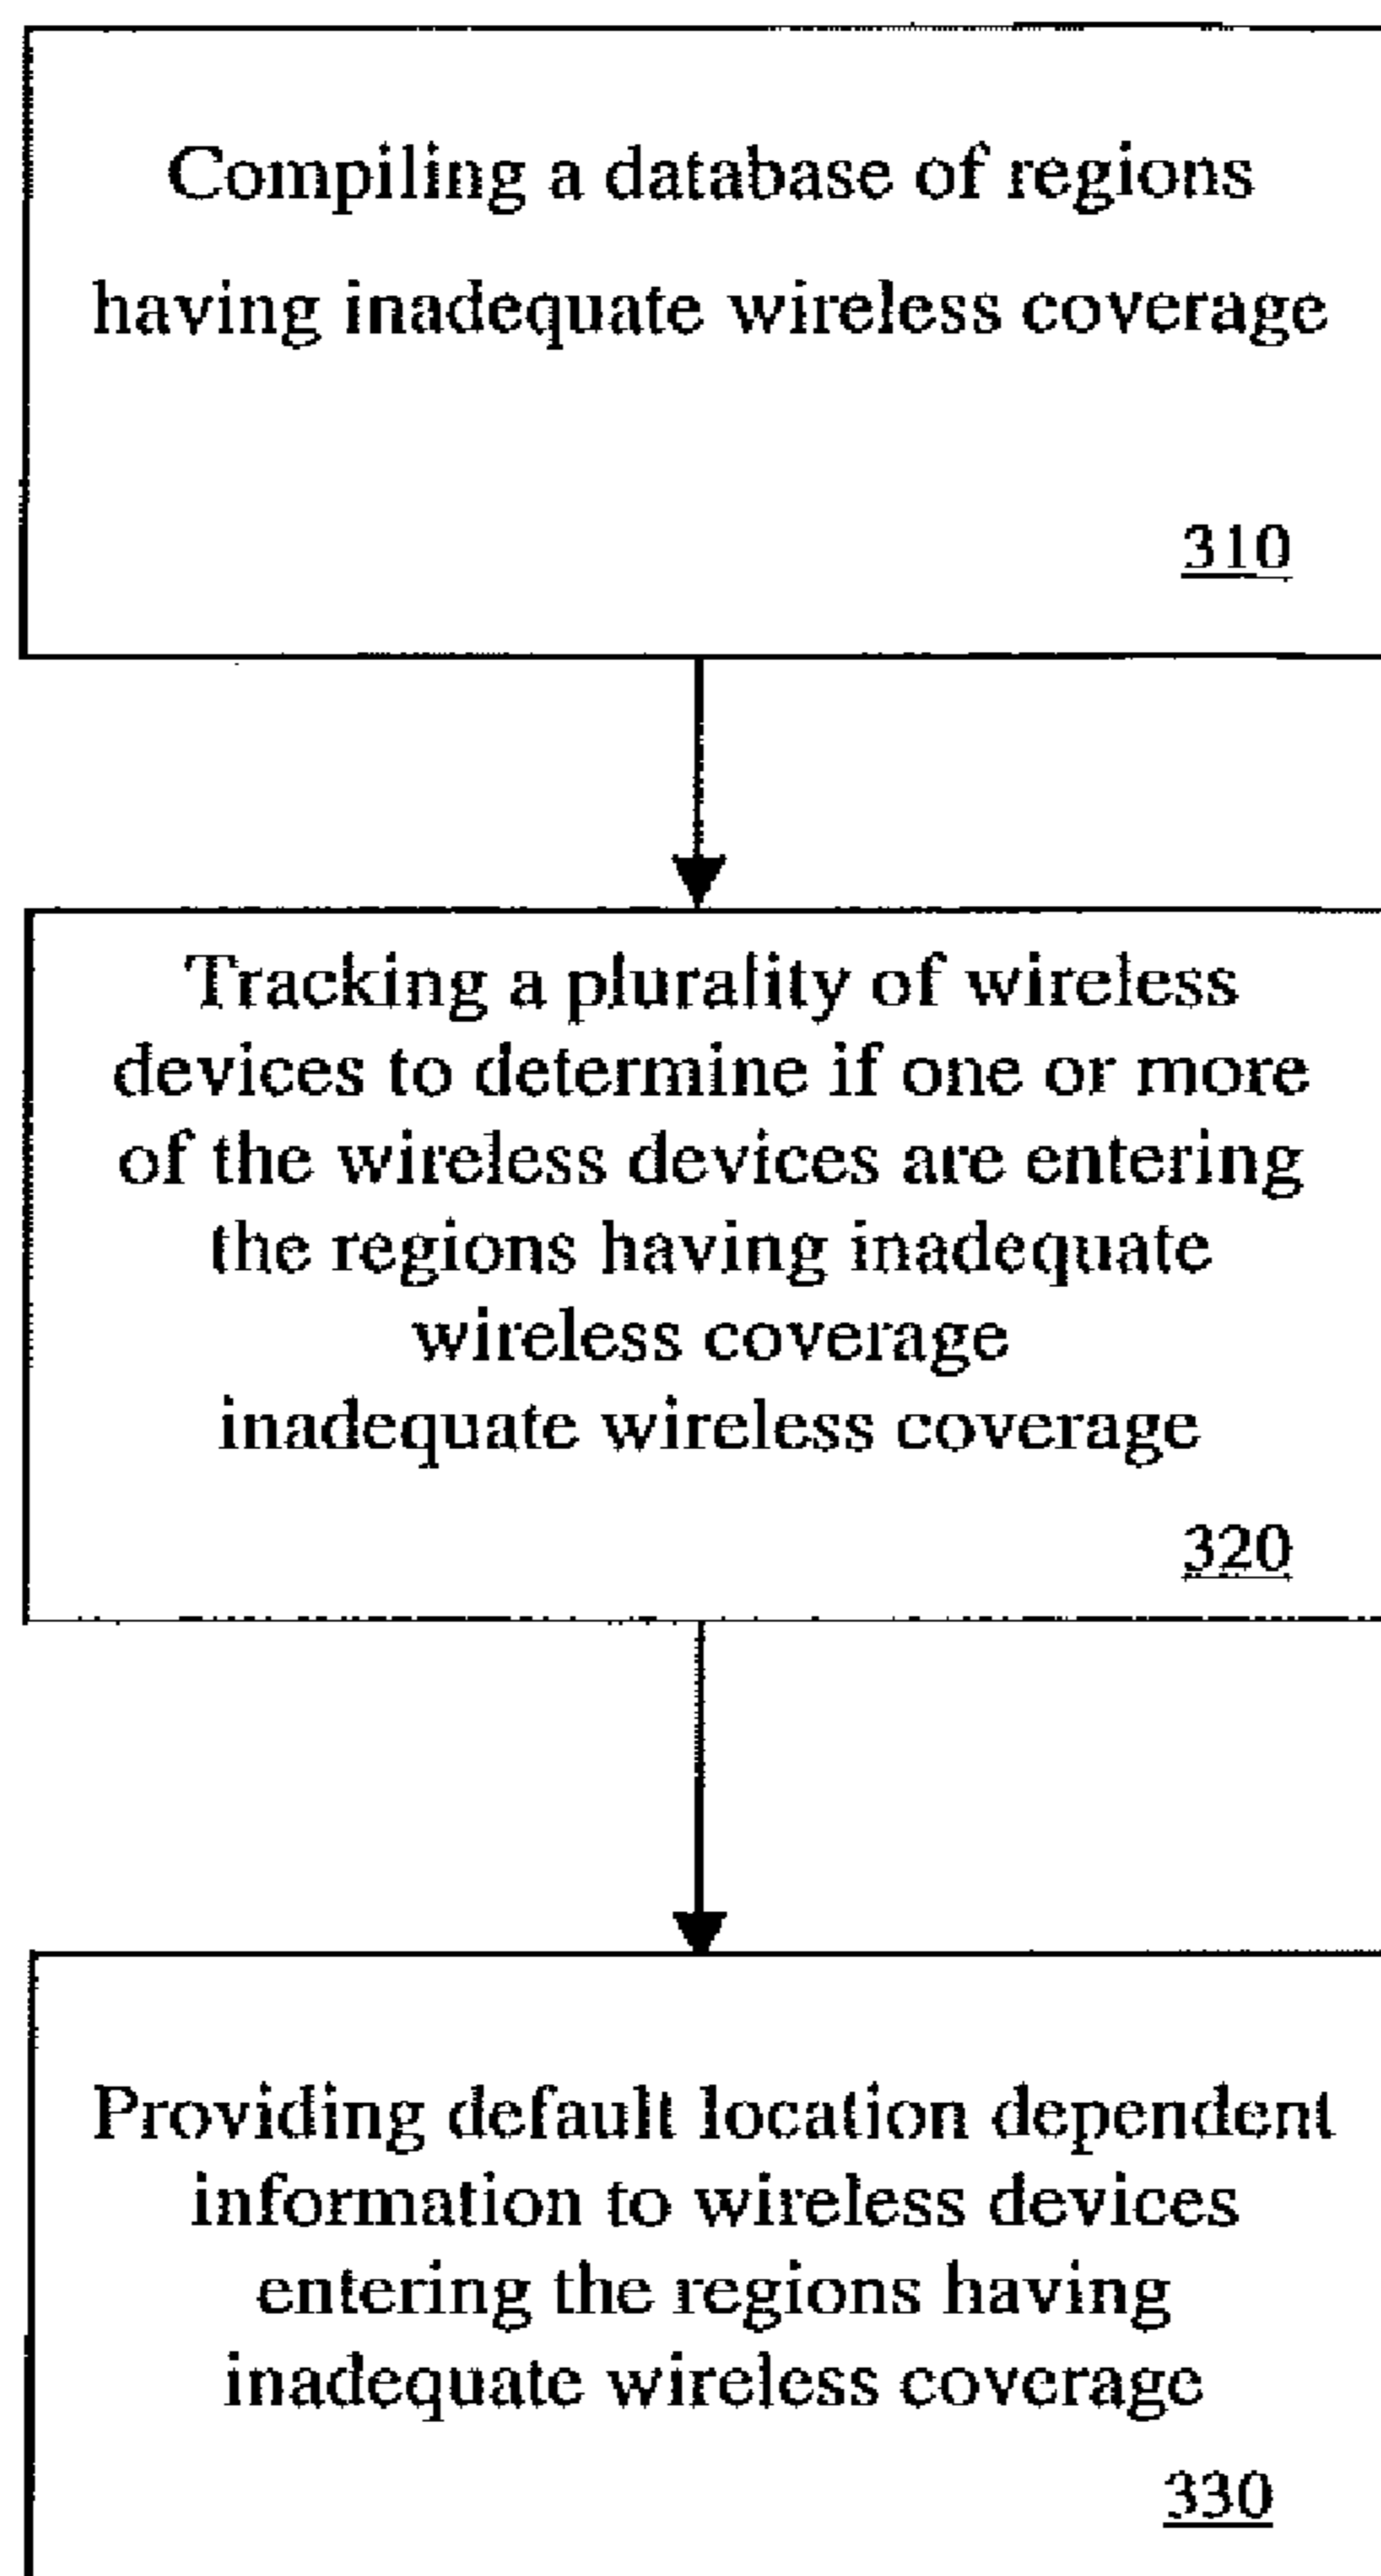 Compiling a database of regions
having inadequate wireless coverage
310
Tracking a plurality of wireless
devices to determine if one or more
of the wireless devices are entering
the regions having inadequate
wireless coverage
inadequate wireless coverage
320
Providing default location dependent
information to wireless devices
entering the regions having
inadequate wireless coverage
330